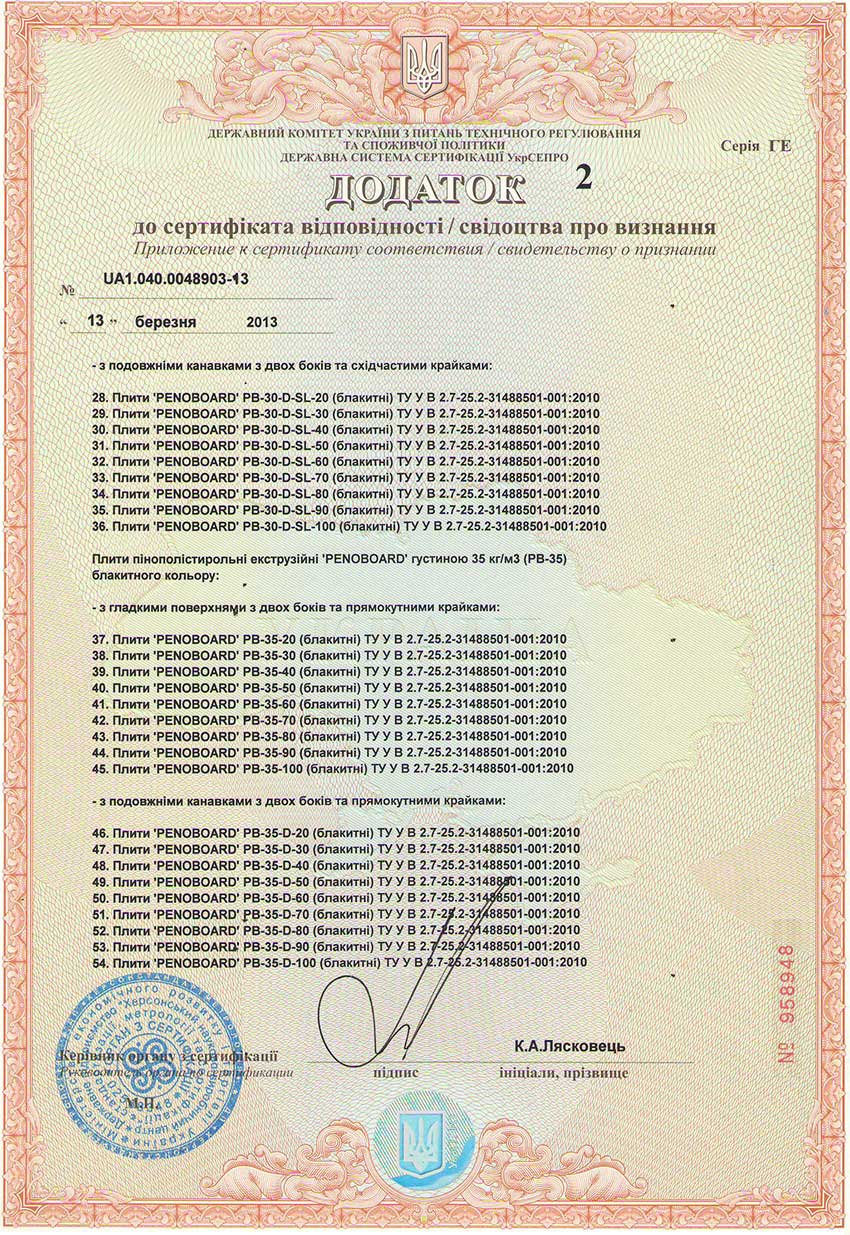 ДЕРЖАВНИЙ КОМІТЕТ УКРАЇНИ З ПИТАНЬ ТЕХНІЧНОГО РЕГУЛЮВАННЯ
ТА СПОЖИВЧОЇ ПОЛІТИКИ
ДЕРЖАВНА СИСТЕМА СЕРТИФІКАЦІЇ УкрСЕПРО
Серія ГЕ
ДОДАТОК 2
до сертифіката відповідності / свідоцтва про визнання
Приложение к сертификату соответствия / свидетельству о признании
№ UA1.040.0048903-13
“ 13 ” березня 2013
- з подовжніми канавками з двох боків та східчастими крайками:
28. Плити 'PENOBOARD' PB-30-D-SL-20 (блакитні) ТУ У В 2.7-25.2-31488501-001:2010
29. Плити 'PENOBOARD' PB-30-D-SL-30 (блакитні) ТУ У В 2.7-25.2-31488501-001:2010
30. Плити 'PENOBOARD' PB-30-D-SL-40 (блакитні) ТУ У В 2.7-25.2-31488501-001:2010
31. Плити 'PENOBOARD' PB-30-D-SL-50 (блакитні) ТУ У В 2.7-25.2-31488501-001:2010
32. Плити 'PENOBOARD' PB-30-D-SL-60 (блакитні) ТУ У В 2.7-25.2-31488501-001:2010
33. Плити 'PENOBOARD' PB-30-D-SL-70 (блакитні) ТУ У В 2.7-25.2-31488501-001:2010
34. Плити 'PENOBOARD' PB-30-D-SL-80 (блакитні) ТУ У В 2.7-25.2-31488501-001:2010
35. Плити 'PENOBOARD' PB-30-D-SL-90 (блакитні) ТУ У В 2.7-25.2-31488501-001:2010
36. Плити 'PENOBOARD' PB-30-D-SL-100 (блакитні) ТУ У В 2.7-25.2-31488501-001:2010
Плити пінополістирольні екструзійні 'PENOBOARD' густиною 35 кг/м3 (PB-35)
блакитного кольору:
- з гладкими поверхнями з двох боків та прямокутними крайками:
37. Плити 'PENOBOARD' PB-35-20 (блакитні) ТУ У В 2.7-25.2-31488501-001:2010
38. Плити 'PENOBOARD' PB-35-30 (блакитні) ТУ У В 2.7-25.2-31488501-001:2010
39. Плити 'PENOBOARD' PB-35-40 (блакитні) ТУ У В 2.7-25.2-31488501-001:2010
40. Плити 'PENOBOARD' PB-35-50 (блакитні) ТУ У В 2.7-25.2-31488501-001:2010
41. Плити 'PENOBOARD' PB-35-60 (блакитні) ТУ У В 2.7-25.2-31488501-001:2010
42. Плити 'PENOBOARD' PB-35-70 (блакитні) ТУ У В 2.7-25.2-31488501-001:2010
43. Плити 'PENOBOARD' PB-35-80 (блакитні) ТУ У В 2.7-25.2-31488501-001:2010
44. Плити 'PENOBOARD' PB-35-90 (блакитні) ТУ У В 2.7-25.2-31488501-001:2010
45. Плити 'PENOBOARD' PB-35-100 (блакитні) ТУ У В 2.7-25.2-31488501-001:2010
- з подовжніми канавками з двох боків та прямокутними крайками:
46. Плити 'PENOBOARD' PB-35-D-20 (блакитні) ТУ У В 2.7-25.2-31488501-001:2010
47. Плити 'PENOBOARD' PB-35-D-30 (блакитні) ТУ У В 2.7-25.2-31488501-001:2010
48. Плити 'PENOBOARD' PB-35-D-40 (блакитні) ТУ У В 2.7-25.2-31488501-001:2010
49. Плити 'PENOBOARD' PB-35-D-50 (блакитні) ТУ У В 2.7-25.2-31488501-001:2010
50. Плити 'PENOBOARD' PB-35-D-60 (блакитні) ТУ У В 2.7-25.2-31488501-001:2010
51. Плити 'PENOBOARD' PB-35-D-70 (блакитні) ТУ У В 2.7-25.2-31488501-001:2010
52. Плити 'PENOBOARD' PB-35-D-80 (блакитні) ТУ У В 2.7-25.2-31488501-001:2010
53. Плити 'PENOBOARD' PB-35-D-90 (блакитні) ТУ У В 2.7-25.2-31488501-001:2010
54. Плити 'PENOBOARD' PB-35-D-100 (блакитні) ТУ У В 2.7-25.2-31488501-001:2010
№ 958948
Керівник органу з сертифікації
Руководитель органа по сертификации
М.П.
підпис
К.А.Лясковець
ініціали, прізвище